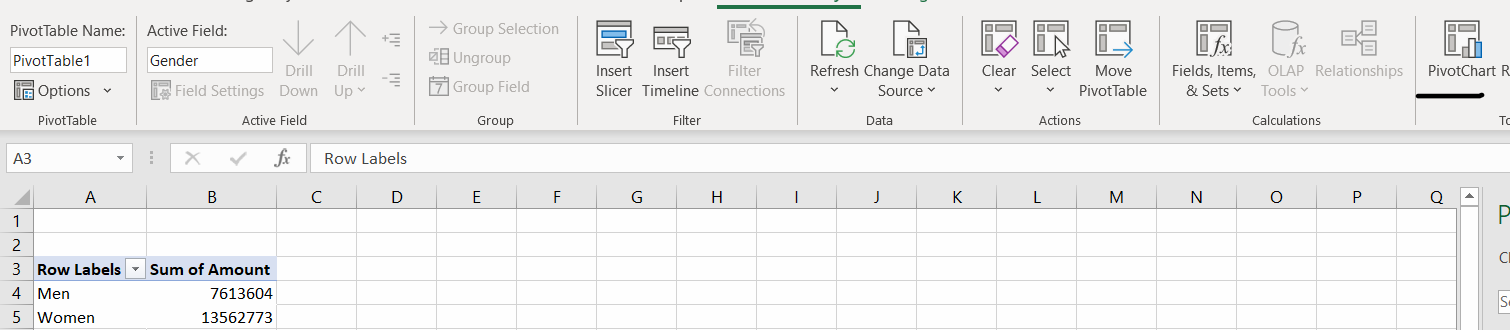 PivotTable Name:
PivotTable1
Options
PivotTable
Active Field:
Gender
Field Settings
Drill Down
Drill Up
Active Field
Group Selection
Ungroup
Group Field
Group
Insert Slicer
Insert Timeline
Filter Connections
Filter
Refresh
Change Data Source
Data
Clear
Select
Move PivotTable
Actions
Fields, Items, & Sets
OLAP Tools
Relationships
Calculations
PivotChart
A3
fx
Row Labels
A B C D E F G H I J K L M N O P Q
1
2
3 Row Labels Sum of Amount
4 Men 7613604
5 Women 13562773